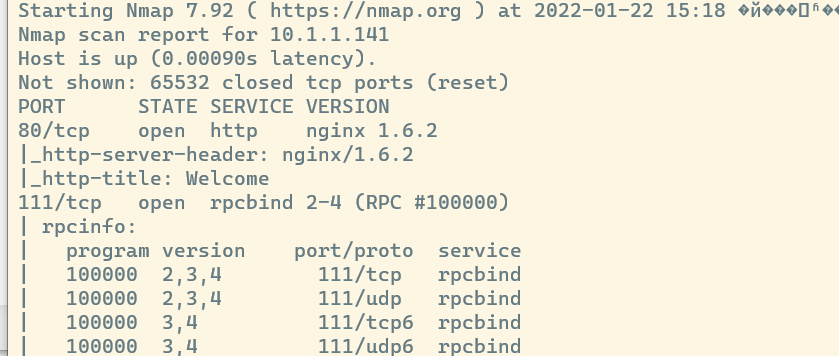 Starting Nmap 7.92 ( https://nmap.org ) at 2022-01-22 15:18
Nmap scan report for 10.1.1.141
Host is up (0.00090s latency).
Not shown: 65532 closed tcp ports (reset)
PORT      STATE SERVICE VERSION
80/tcp    open  http    nginx 1.6.2
|_http-server-header: nginx/1.6.2
|_http-title: Welcome
111/tcp   open  rpcbind 2-4 (RPC #100000)
| rpcinfo:
|   program version    port/proto  service
|   100000  2,3,4        111/tcp   rpcbind
|   100000  2,3,4        111/udp   rpcbind
|   100000  3,4          111/tcp6  rpcbind
|   100000  3,4          111/udp6  rpcbind